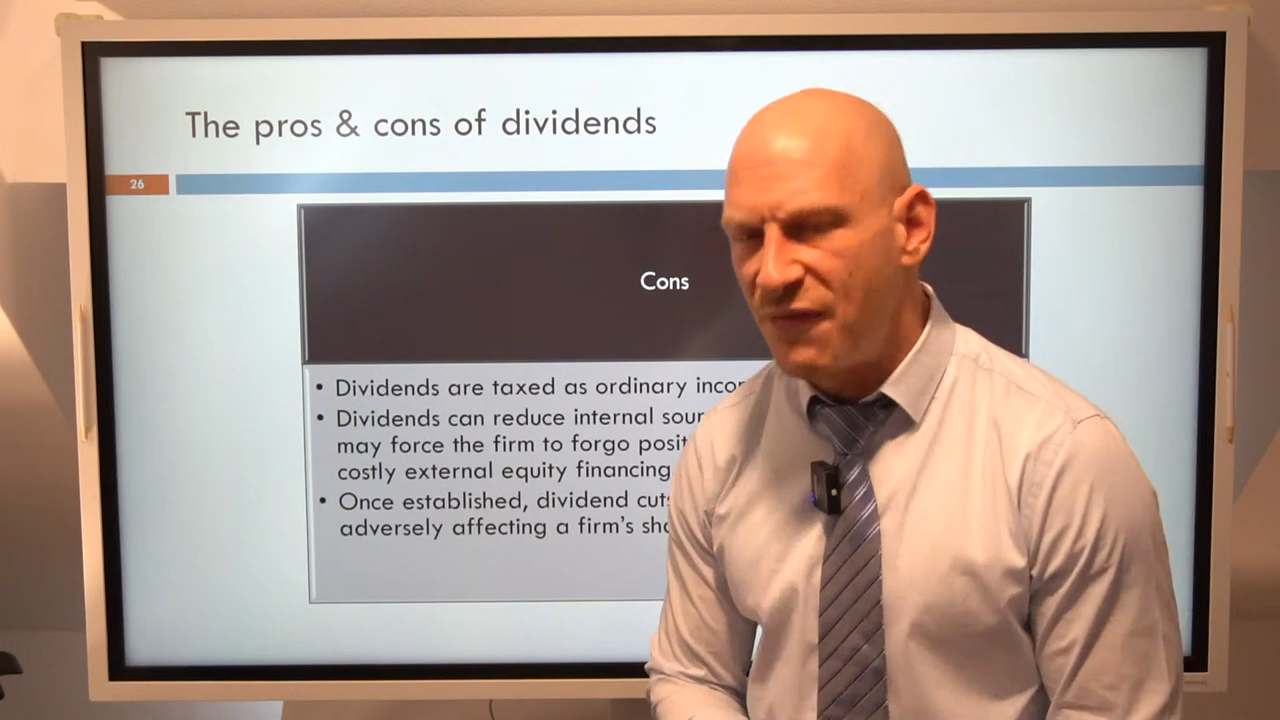 The pros & cons of dividends
26
Cons
• Dividends are taxed as ordinary
• Dividends can reduce internal
may force the firm to forgo
costly external equity financing
• Once established, dividend
adversely affecting a firm's